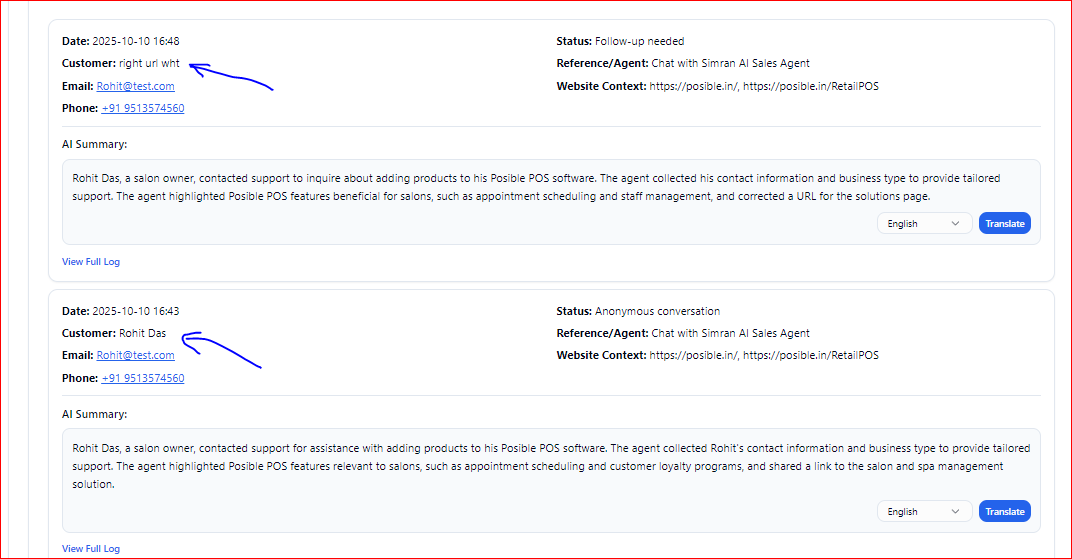 Date: 2025-10-10 16:48
Status: Follow-up needed
Customer: right url wht
Reference/Agent: Chat with Simran AI Sales Agent
Email: Rohit@test.com
Website Context: https://posible.in/, https://posible.in/RetailPOS
Phone: +91 9513574560
AI Summary:
Rohit Das, a salon owner, contacted support to inquire about adding products to his Posible POS software. The agent collected his contact information and business type to provide tailored
support. The agent highlighted Posible POS features beneficial for salons, such as appointment scheduling and staff management, and corrected a URL for the solutions page.
English
Translate
View Full Log
Date: 2025-10-10 16:43
Status: Anonymous conversation
Customer: Rohit Das
Reference/Agent: Chat with Simran AI Sales Agent
Email: Rohit@test.com
Website Context: https://posible.in/, https://posible.in/RetailPOS
Phone: +91 9513574560
AI Summary:
Rohit Das, a salon owner, contacted support for assistance with adding products to his Posible POS software. The agent collected Rohit's contact information and business type to provide tailored
support. The agent highlighted Posible POS features relevant to salons, such as appointment scheduling and customer loyalty programs, and shared a link to the salon and spa management
solution.
English
Translate
View Full Log